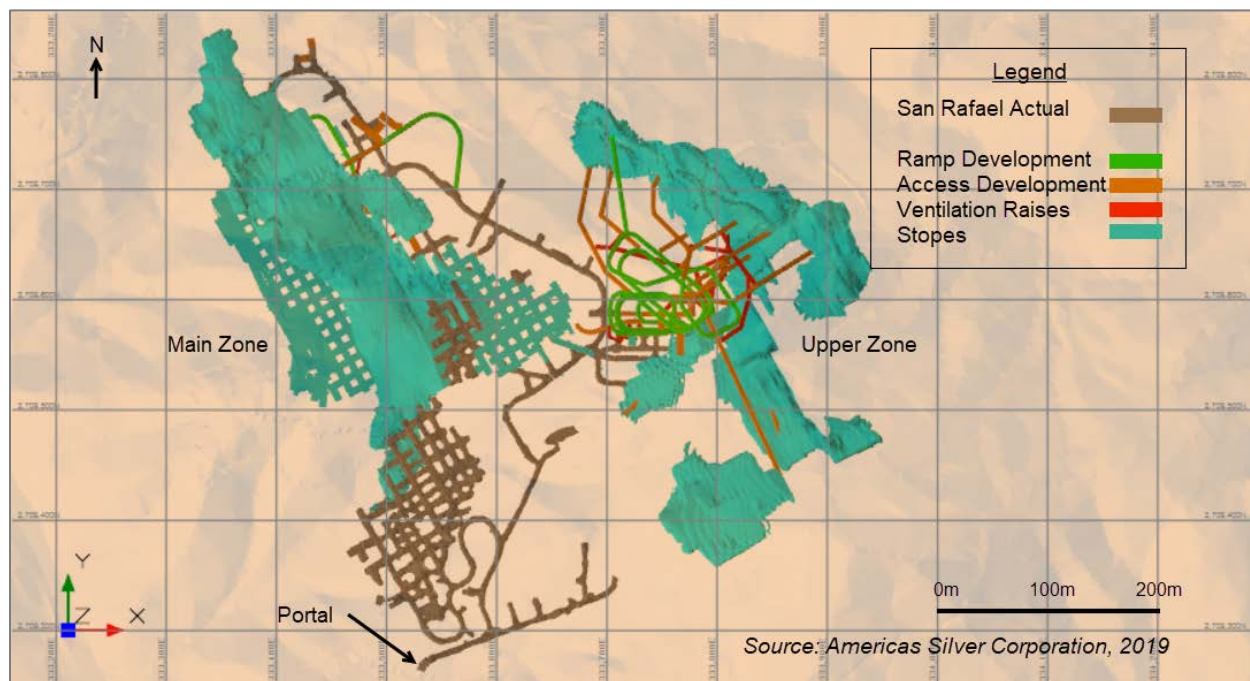 N
Legend
San Rafael Actual
Ramp Development
Access Development
Ventilation Raises
Stopes
Main Zone
Upper Zone
Y
Z
X
Portal
0m 100m 200m
Source: Americas Silver Corporation, 2019